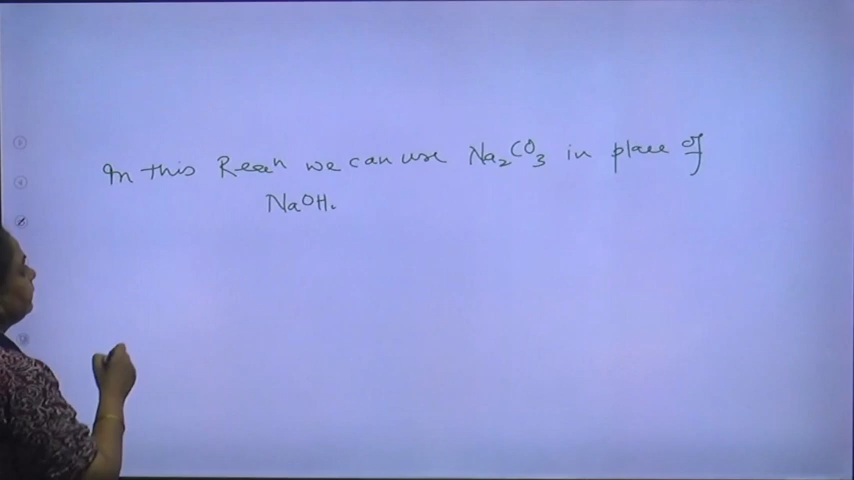 In this Reacn we can use Na₂CO₃ in place of
NaOH.